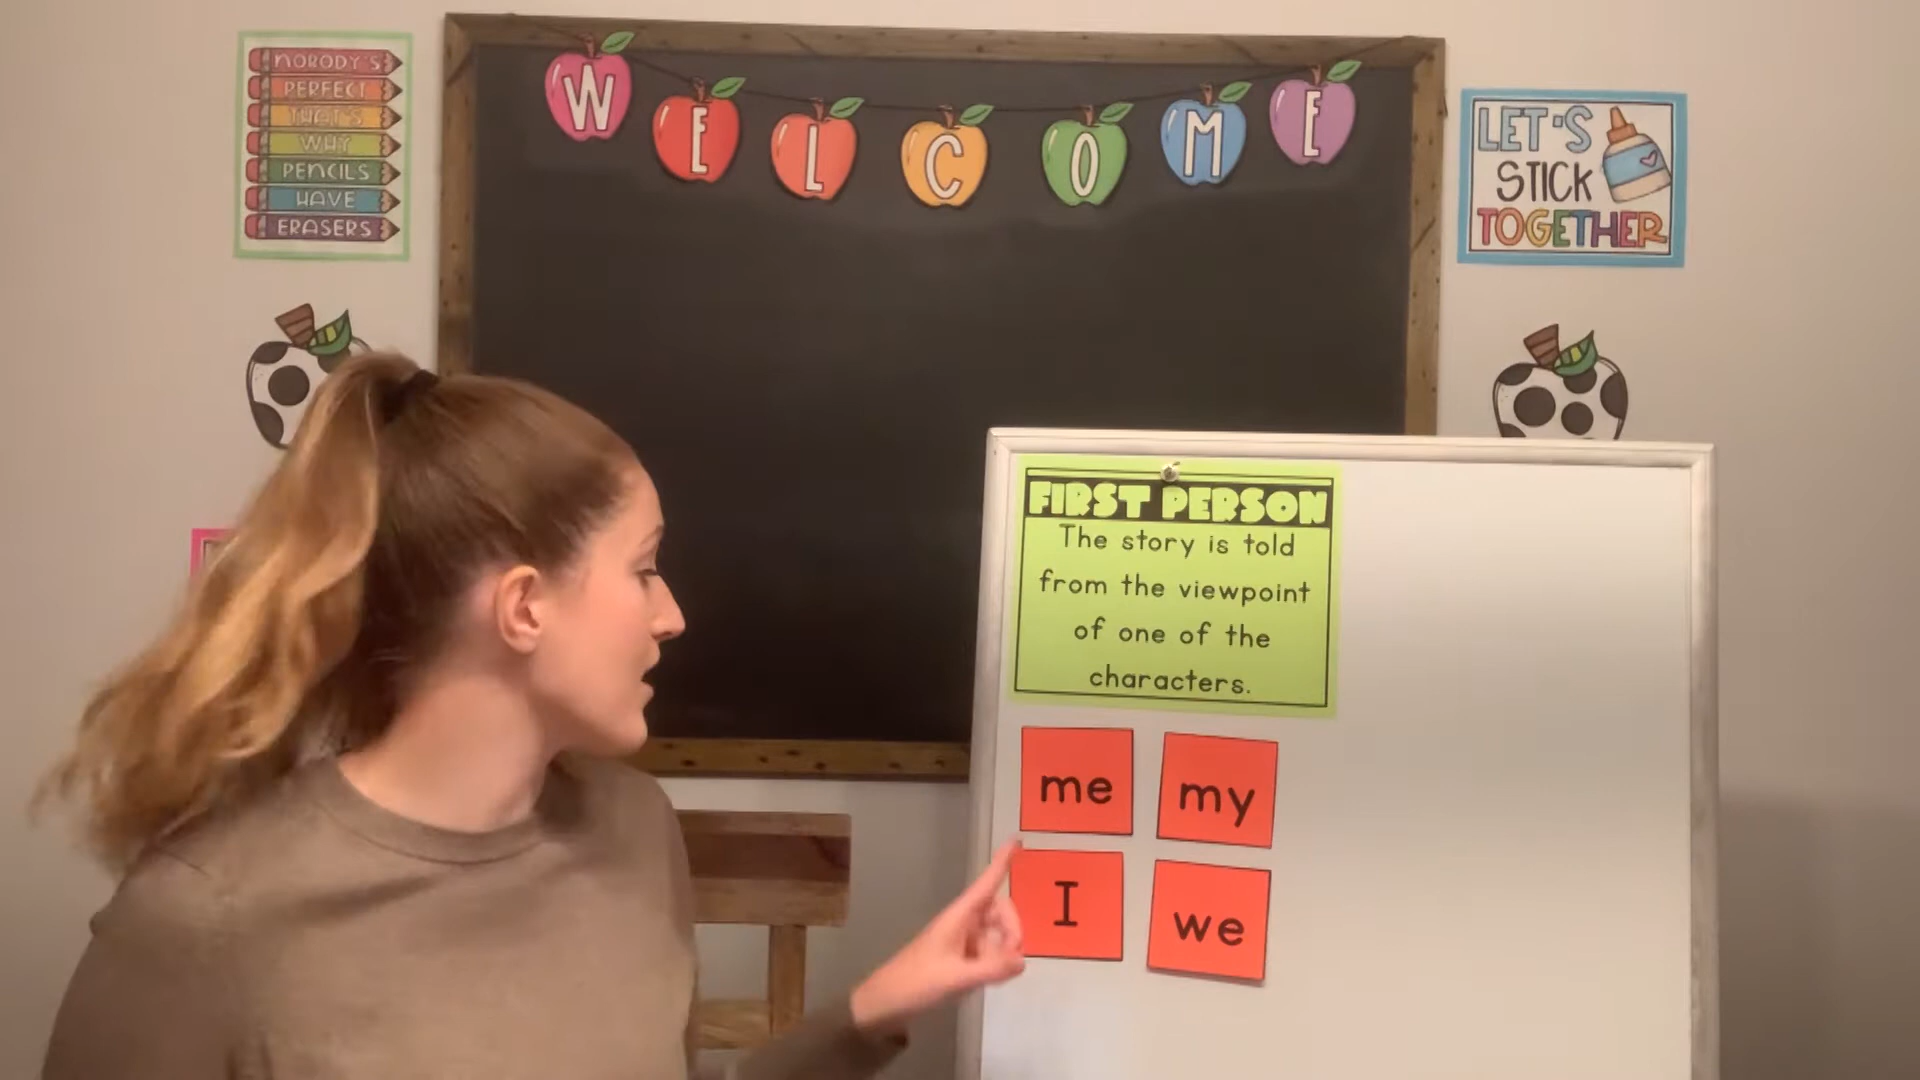 NOBODY'S
PERFECT
THAT'S
WHY
PENCILS
HAVE
ERASERS
WELCOME
LET'S
STICK
TOGETHER
FIRST PERSON
The story is told
from the viewpoint
of one of the
characters.
me my
I we